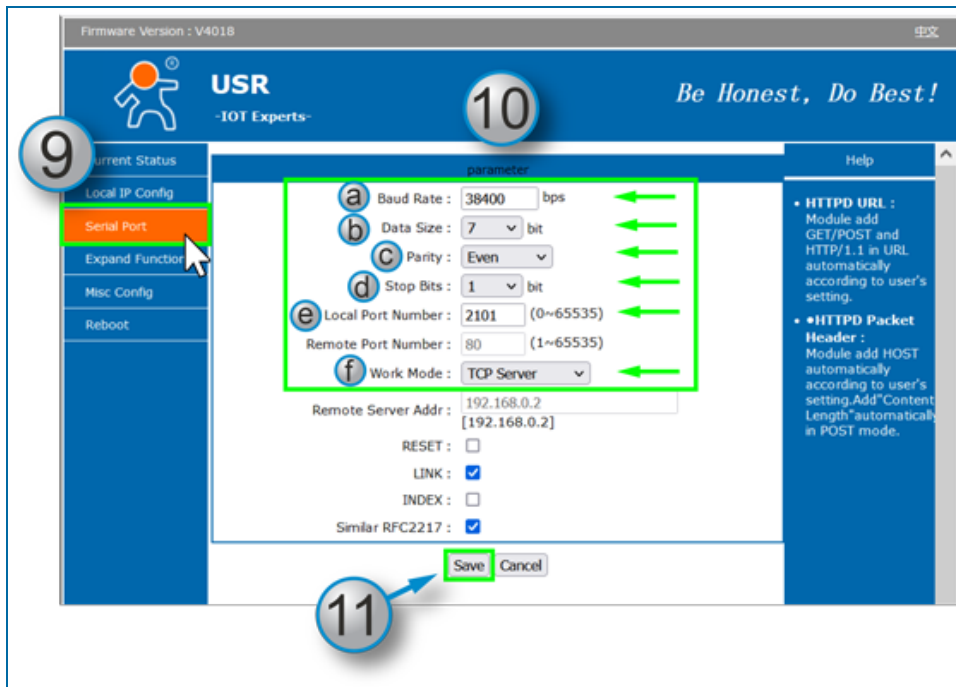 Firmware Version : V4018
中文
USR
-IOT Experts-
Be Honest, Do Best!
10
9
Current Status
Local IP Config
Serial Port
Expand Function
Misc Config
Reboot
parameter
a Baud Rate : 38400 bps
b Data Size : 7 bit
C Parity : Even
d Stop Bits : 1 bit
e Local Port Number : 2101 (0~65535)
Remote Port Number : 80 (1~65535)
f Work Mode : TCP Server
Remote Server Addr : 192.168.0.2
[192.168.0.2]
RESET :
LINK :
INDEX :
Similar RFC2217 :
Save Cancel
11
Help
• HTTPD URL :
Module add
GET/POST and
HTTP/1.1 in URL
automatically
according to user's
setting.
• •HTTPD Packet
Header :
Module add HOST
automatically
according to user's
setting.Add"Content
Length"automatically
in POST mode.